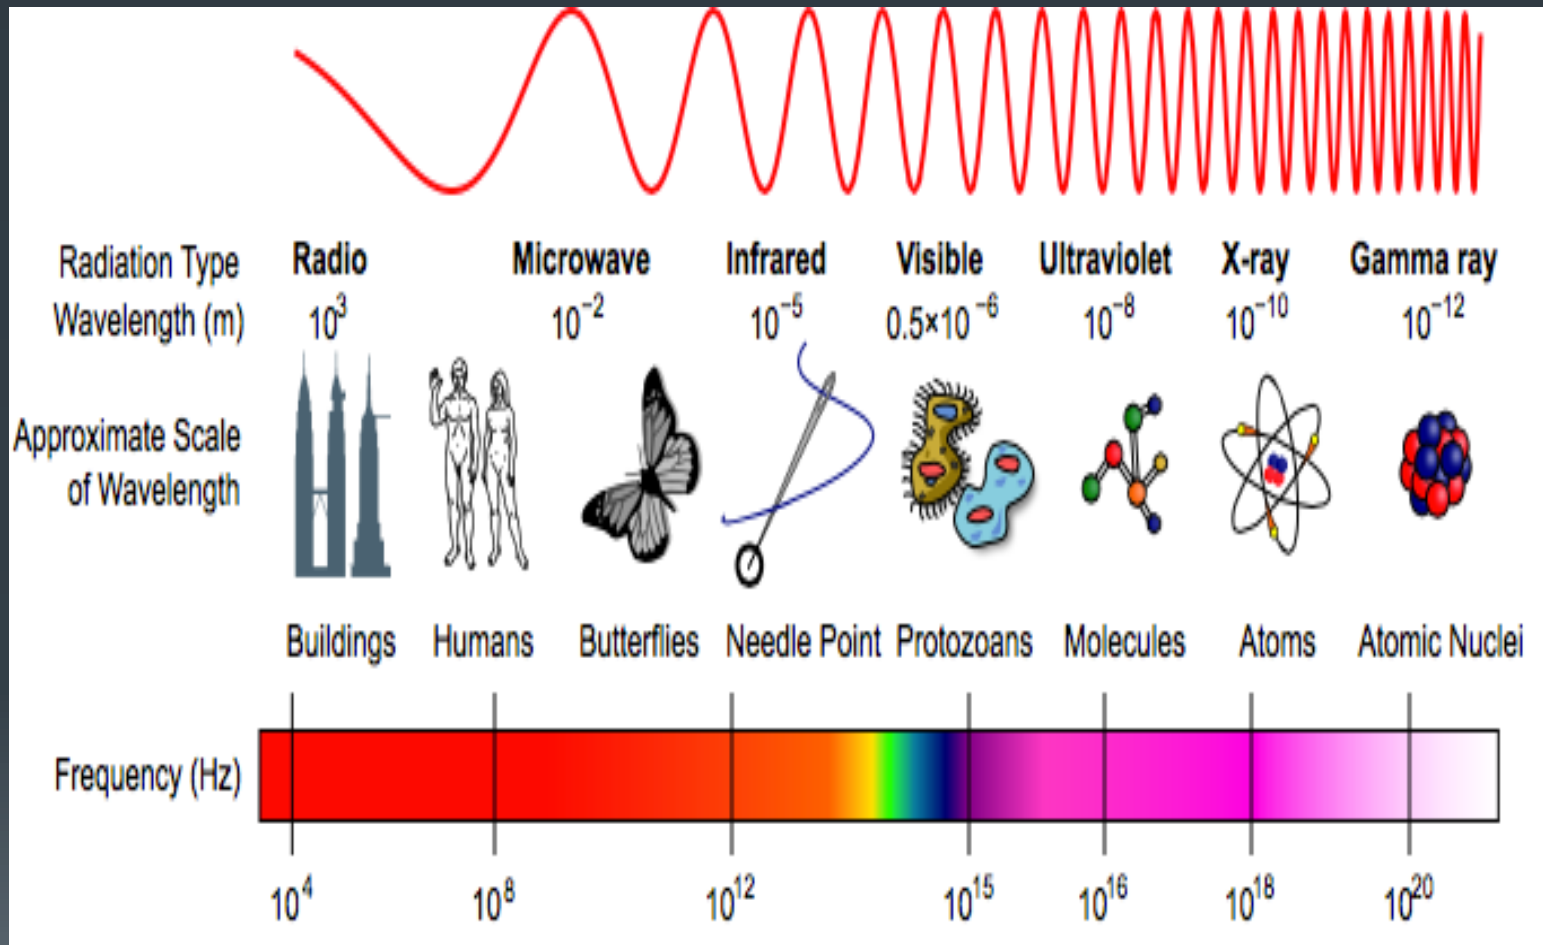 Radiation Type Radio Microwave Infrared Visible Ultraviolet X-ray Gamma ray
Wavelength (m) 10³ 10⁻² 10⁻⁵ 0.5×10⁻⁶ 10⁻⁸ 10⁻¹⁰ 10⁻¹²
Approximate Scale
of Wavelength
Buildings Humans Butterflies Needle Point Protozoans Molecules Atoms Atomic Nuclei
Frequency (Hz)
10⁴ 10⁸ 10¹² 10¹⁵ 10¹⁶ 10¹⁸ 10²⁰